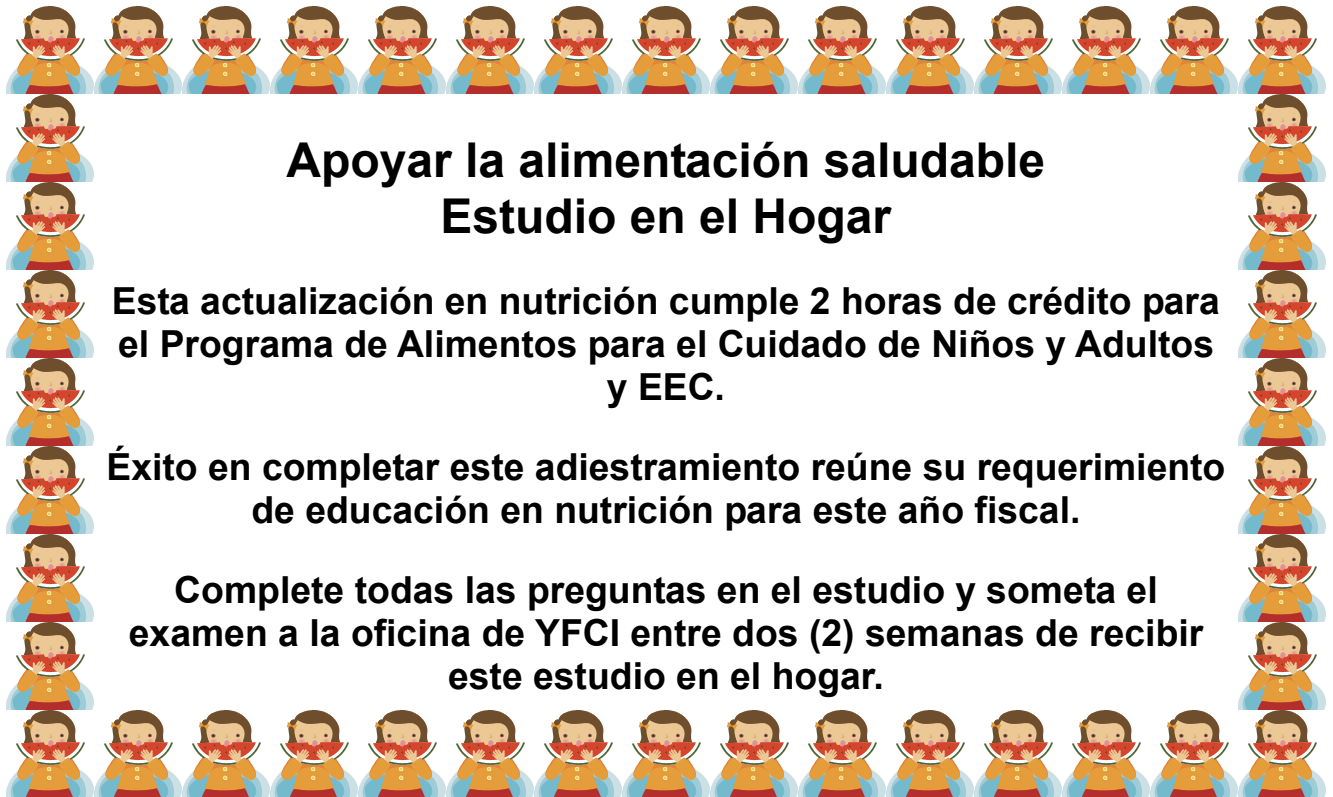 Apoyar la alimentación saludable
Estudio en el Hogar
Esta actualización en nutrición cumple 2 horas de crédito para
el Programa de Alimentos para el Cuidado de Niños y Adultos
y EEC.
Éxito en completar este adiestramiento reúne su requerimiento
de educación en nutrición para este año fiscal.
Complete todas las preguntas en el estudio y someta el
examen a la oficina de YFCI entre dos (2) semanas de recibir
este estudio en el hogar.